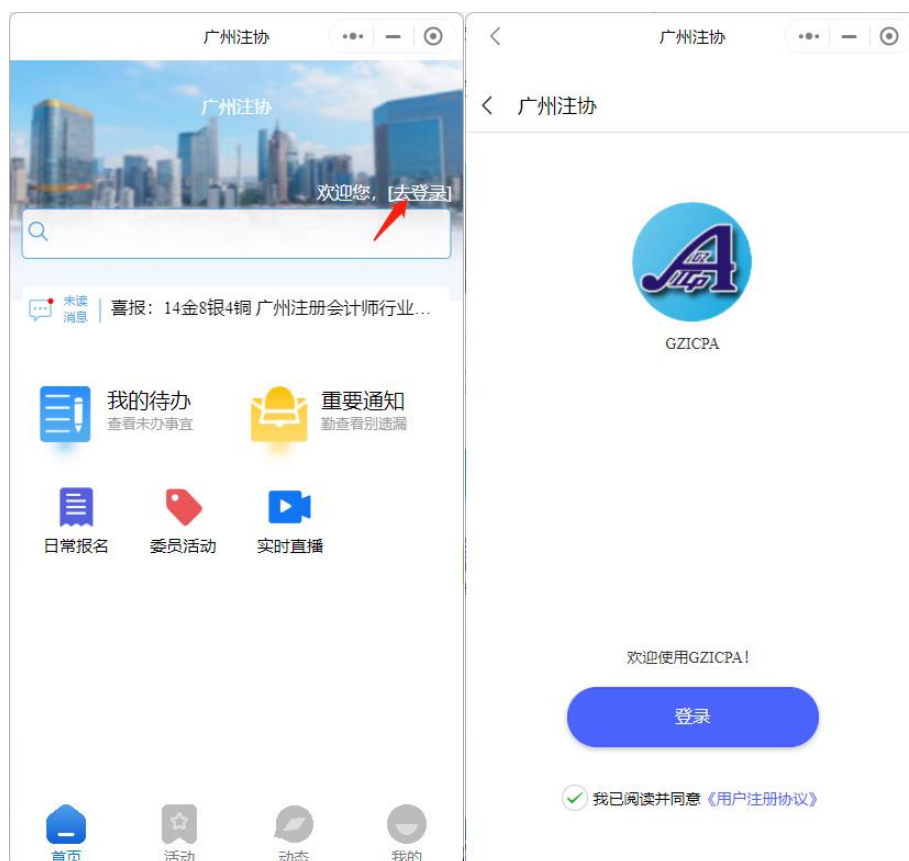 广州注协
广州注协
欢迎您，[去登录]
未读
消息
喜报：14金8银4铜 广州注册会计师行业...
我的待办
查看未办事宜
重要通知
勤查看别遗漏
日常报名
委员活动
实时直播
首页
活动
动态
我的
广州注协
广州注协
GZICPA
欢迎使用GZICPA!
登录
我已阅读并同意《用户注册协议》